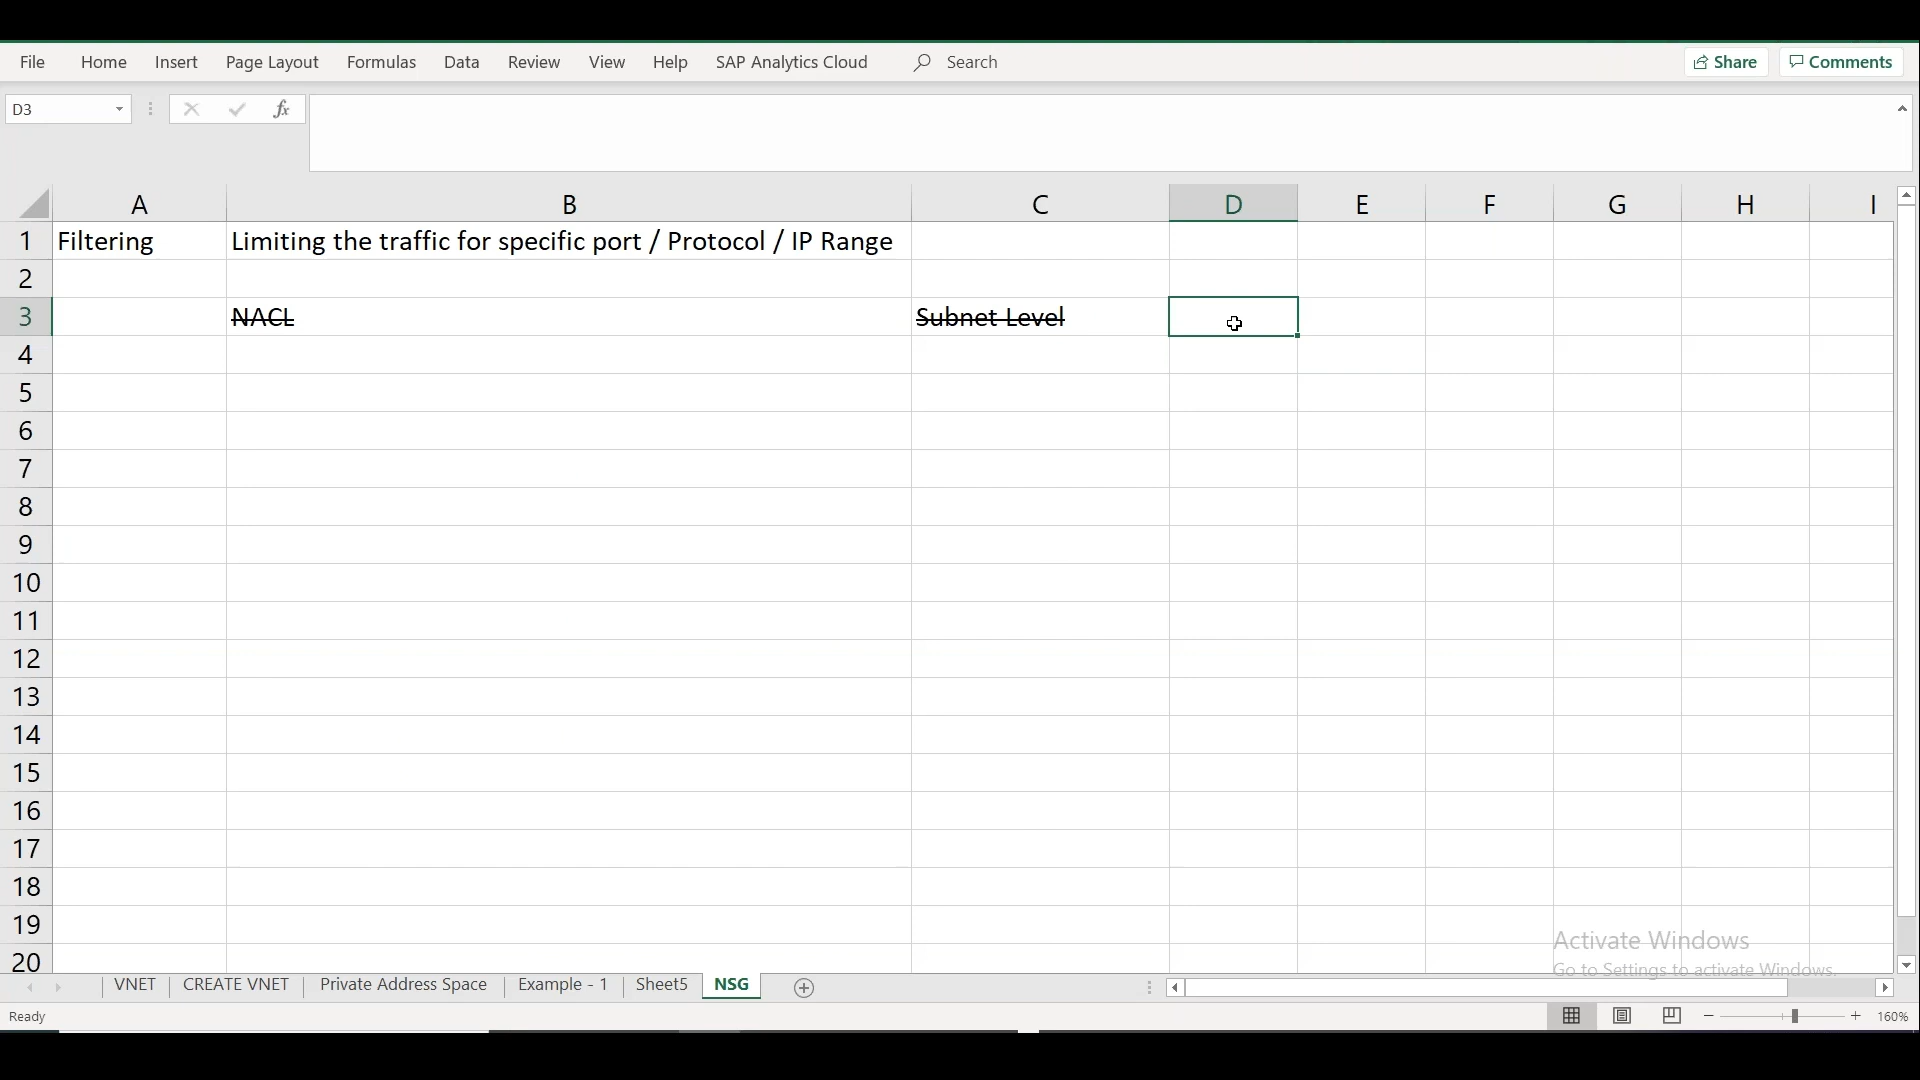 File Home Insert Page Layout Formulas Data Review View Help SAP Analytics Cloud Search Share Comments
D3 fx
A B C D E F G H I
1 Filtering Limiting the traffic for specific port / Protocol / IP Range
2
3 NACL Subnet Level
4
5
6
7
8
9
10
11
12
13
14
15
16
17
18
19
Activate Windows
20
Go to Settings to activate Windows.
VNET CREATE VNET Private Address Space Example - 1 Sheet5 NSG
Ready 160%